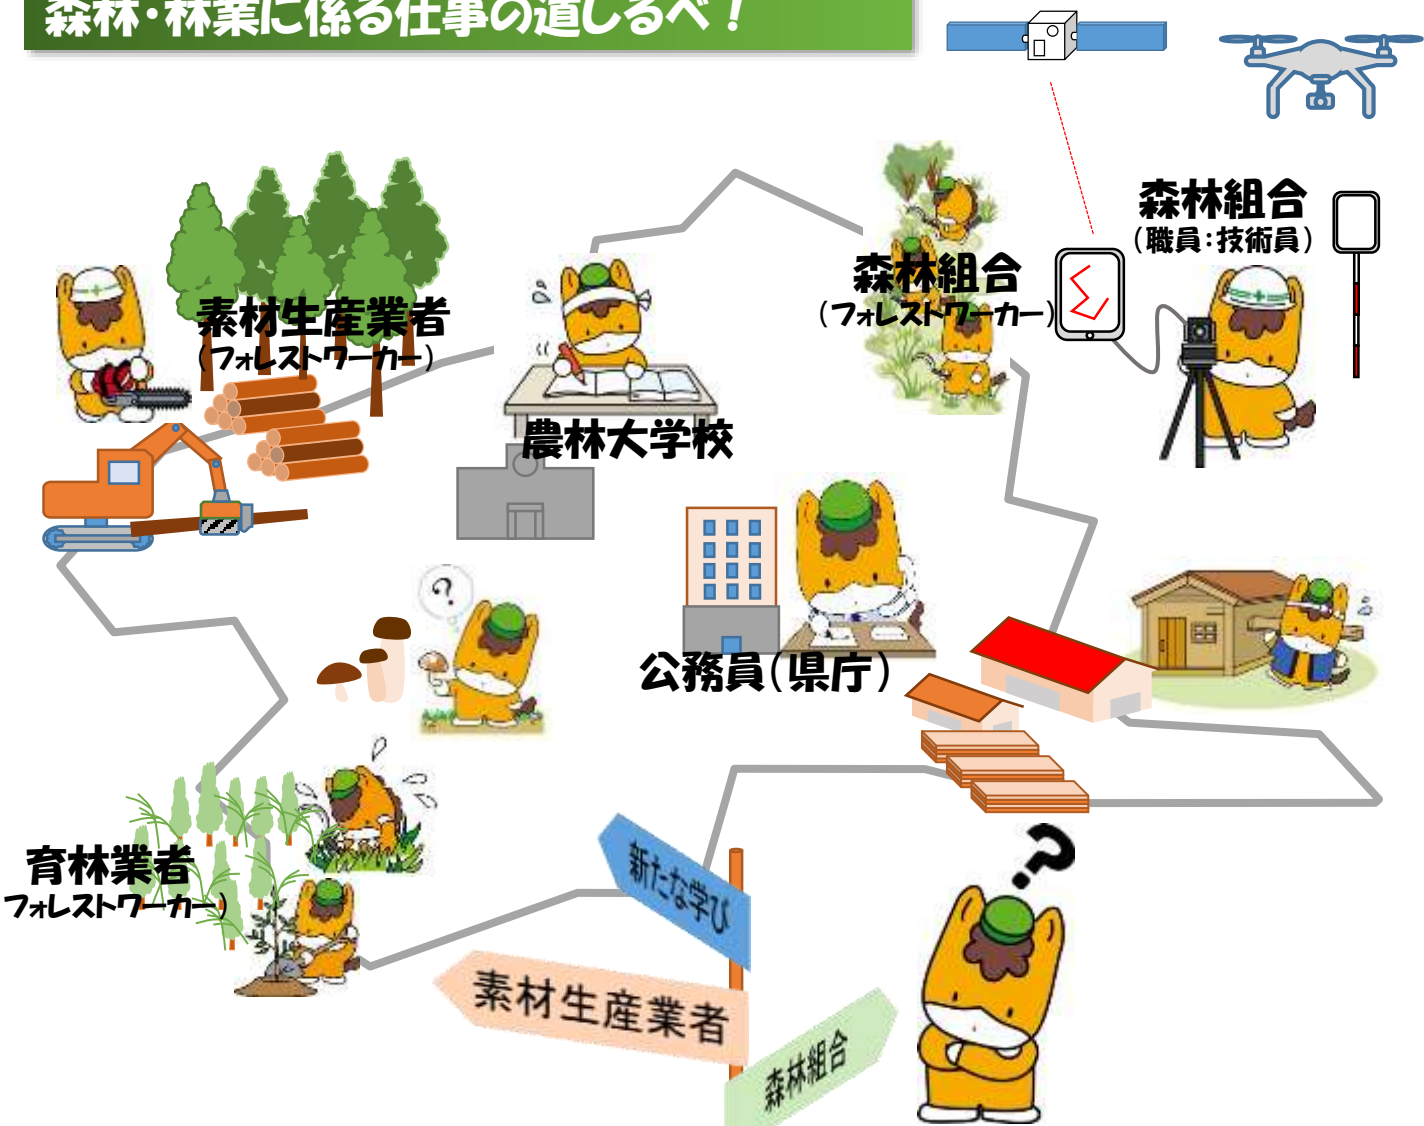 森林・林業に係る仕事の道しるべ！
森林組合
（職員：技術員）
森林組合
（フォレストワーカー）
素材生産業者
（フォレストワーカー）
農林大学校
?
公務員（県庁）
育林業者
フォレストワーカー）
?
新たな学び
素材生産業者
森林組合